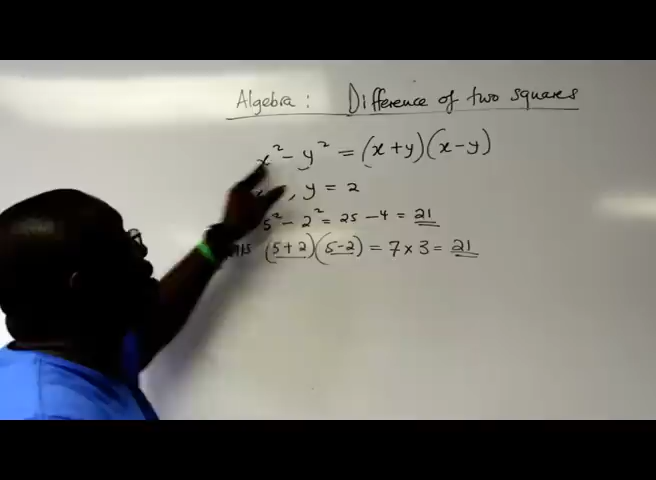 Algebra : Difference of two squares
x² - y² = (x+y)(x-y)
, y = 2
5² - 2² = 25 - 4 = 21
(5+2)(5-2) = 7 × 3 = 21